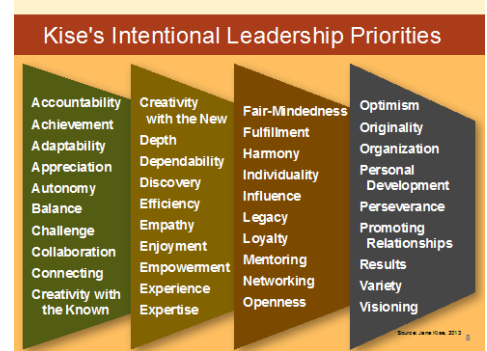 Kise's Intentional Leadership Priorities
Accountability
Achievement
Adaptability
Appreciation
Autonomy
Balance
Challenge
Collaboration
Connecting
Creativity with
the Known
Creativity
with the New
Depth
Dependability
Discovery
Efficiency
Empathy
Enjoyment
Empowerment
Experience
Expertise
Fair-Mindedness
Fulfillment
Harmony
Individuality
Influence
Legacy
Loyalty
Mentoring
Networking
Openness
Optimism
Originality
Organization
Personal
Development
Perseverance
Promoting
Relationships
Results
Variety
Visioning
Source: Jane Kise, 2013
8